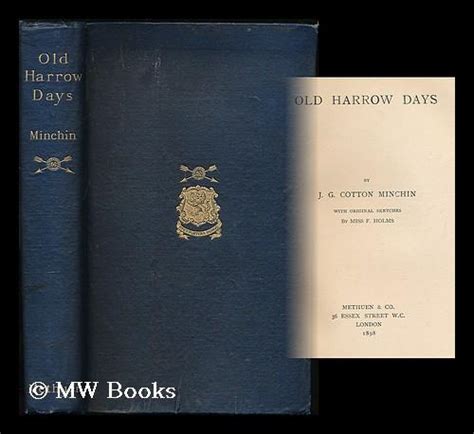 Old
Harrow
Days
Minchin
OLD HARROW DAYS
BY
J. G. COTTON MINCHIN
WITH ORIGINAL SKETCHES
BY MISS F. HOLMS
METHUEN & CO.
36 ESSEX STREET W.C.
LONDON
1898
© MW Books